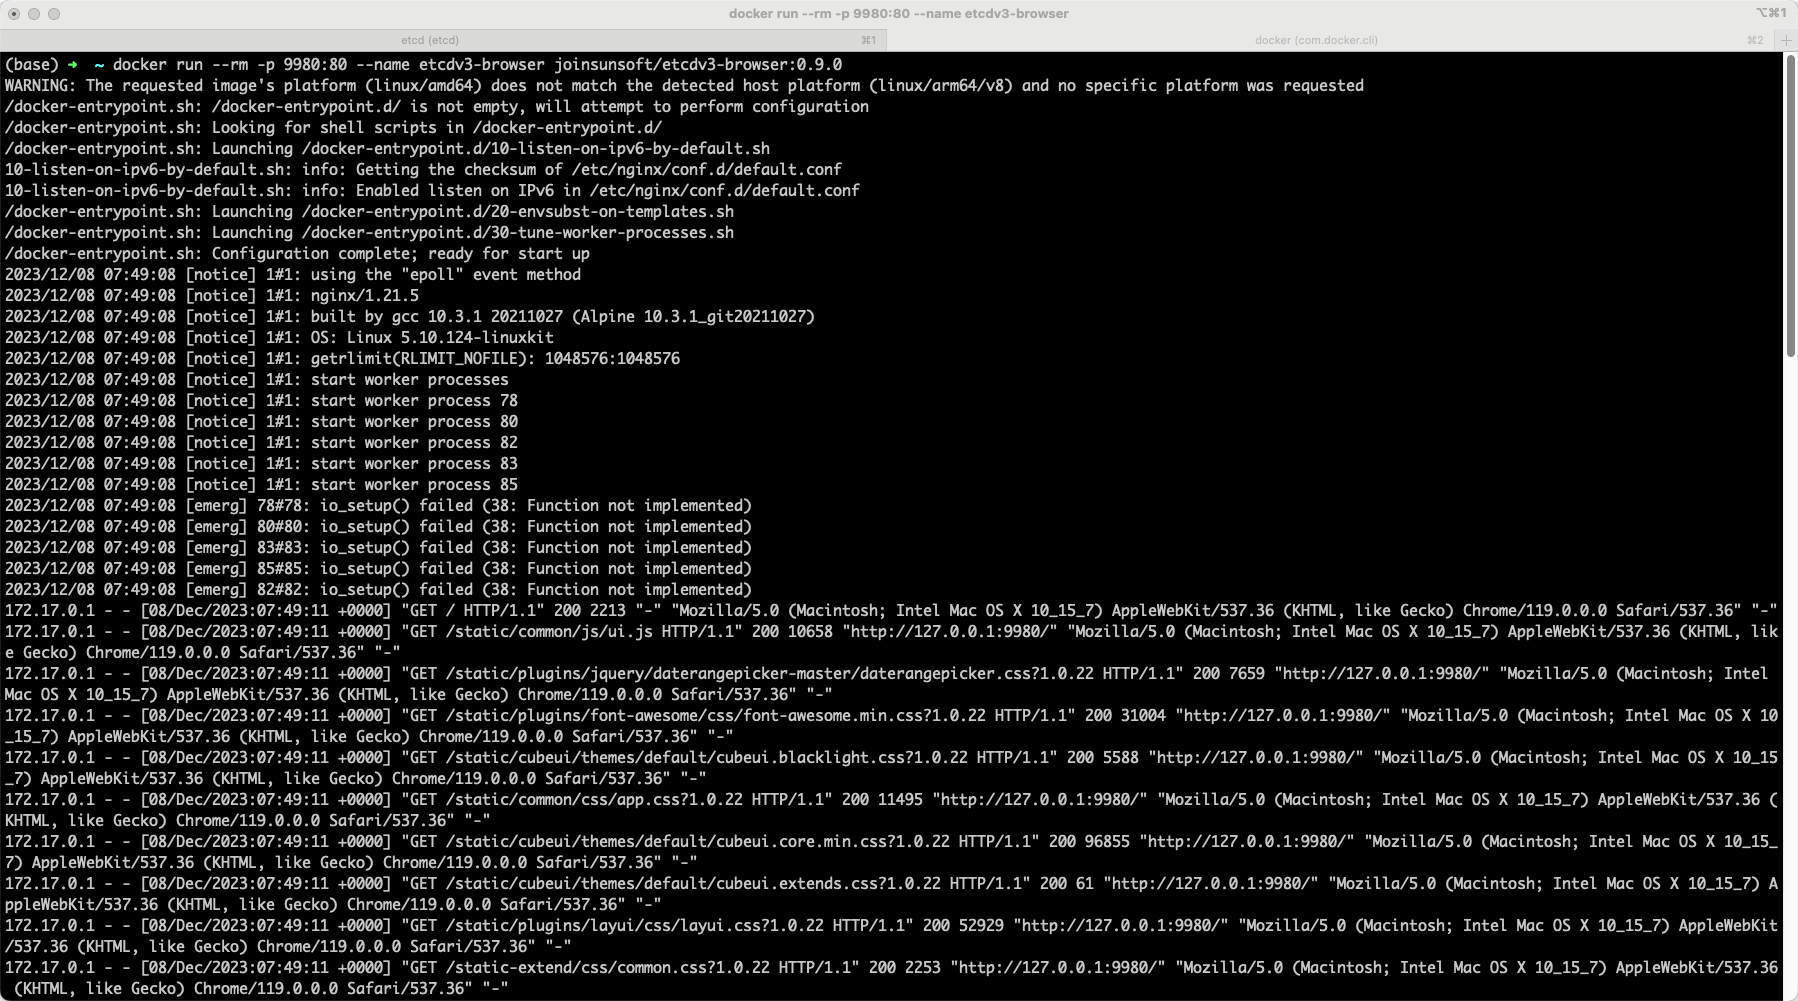 docker run --rm -p 9980:80 --name etcdv3-browser
⌥⌘1
etcd (etcd)
⌘1
docker (com.docker.cli)
⌘2
(base) ➜  ~ docker run --rm -p 9980:80 --name etcdv3-browser joinsunsoft/etcdv3-browser:0.9.0
WARNING: The requested image's platform (linux/amd64) does not match the detected host platform (linux/arm64/v8) and no specific platform was requested
/docker-entrypoint.sh: /docker-entrypoint.d/ is not empty, will attempt to perform configuration
/docker-entrypoint.sh: Looking for shell scripts in /docker-entrypoint.d/
/docker-entrypoint.sh: Launching /docker-entrypoint.d/10-listen-on-ipv6-by-default.sh
10-listen-on-ipv6-by-default.sh: info: Getting the checksum of /etc/nginx/conf.d/default.conf
10-listen-on-ipv6-by-default.sh: info: Enabled listen on IPv6 in /etc/nginx/conf.d/default.conf
/docker-entrypoint.sh: Launching /docker-entrypoint.d/20-envsubst-on-templates.sh
/docker-entrypoint.sh: Launching /docker-entrypoint.d/30-tune-worker-processes.sh
/docker-entrypoint.sh: Configuration complete; ready for start up
2023/12/08 07:49:08 [notice] 1#1: using the "epoll" event method
2023/12/08 07:49:08 [notice] 1#1: nginx/1.21.5
2023/12/08 07:49:08 [notice] 1#1: built by gcc 10.3.1 20211027 (Alpine 10.3.1_git20211027)
2023/12/08 07:49:08 [notice] 1#1: OS: Linux 5.10.124-linuxkit
2023/12/08 07:49:08 [notice] 1#1: getrlimit(RLIMIT_NOFILE): 1048576:1048576
2023/12/08 07:49:08 [notice] 1#1: start worker processes
2023/12/08 07:49:08 [notice] 1#1: start worker process 78
2023/12/08 07:49:08 [notice] 1#1: start worker process 80
2023/12/08 07:49:08 [notice] 1#1: start worker process 82
2023/12/08 07:49:08 [notice] 1#1: start worker process 83
2023/12/08 07:49:08 [notice] 1#1: start worker process 85
2023/12/08 07:49:08 [emerg] 78#78: io_setup() failed (38: Function not implemented)
2023/12/08 07:49:08 [emerg] 80#80: io_setup() failed (38: Function not implemented)
2023/12/08 07:49:08 [emerg] 83#83: io_setup() failed (38: Function not implemented)
2023/12/08 07:49:08 [emerg] 85#85: io_setup() failed (38: Function not implemented)
2023/12/08 07:49:08 [emerg] 82#82: io_setup() failed (38: Function not implemented)
172.17.0.1 - - [08/Dec/2023:07:49:11 +0000] "GET / HTTP/1.1" 200 2213 "-" "Mozilla/5.0 (Macintosh; Intel Mac OS X 10_15_7) AppleWebKit/537.36 (KHTML, like Gecko) Chrome/119.0.0.0 Safari/537.36" "-"
172.17.0.1 - - [08/Dec/2023:07:49:11 +0000] "GET /static/common/js/ui.js HTTP/1.1" 200 10658 "http://127.0.0.1:9980/" "Mozilla/5.0 (Macintosh; Intel Mac OS X 10_15_7) AppleWebKit/537.36 (KHTML, lik
e Gecko) Chrome/119.0.0.0 Safari/537.36" "-"
172.17.0.1 - - [08/Dec/2023:07:49:11 +0000] "GET /static/plugins/jquery/daterangepicker-master/daterangepicker.css?1.0.22 HTTP/1.1" 200 7659 "http://127.0.0.1:9980/" "Mozilla/5.0 (Macintosh; Intel
Mac OS X 10_15_7) AppleWebKit/537.36 (KHTML, like Gecko) Chrome/119.0.0.0 Safari/537.36" "-"
172.17.0.1 - - [08/Dec/2023:07:49:11 +0000] "GET /static/plugins/font-awesome/css/font-awesome.min.css?1.0.22 HTTP/1.1" 200 31004 "http://127.0.0.1:9980/" "Mozilla/5.0 (Macintosh; Intel Mac OS X 10
_15_7) AppleWebKit/537.36 (KHTML, like Gecko) Chrome/119.0.0.0 Safari/537.36" "-"
172.17.0.1 - - [08/Dec/2023:07:49:11 +0000] "GET /static/cubeui/themes/default/cubeui.blacklight.css?1.0.22 HTTP/1.1" 200 5588 "http://127.0.0.1:9980/" "Mozilla/5.0 (Macintosh; Intel Mac OS X 10_15
_7) AppleWebKit/537.36 (KHTML, like Gecko) Chrome/119.0.0.0 Safari/537.36" "-"
172.17.0.1 - - [08/Dec/2023:07:49:11 +0000] "GET /static/common/css/app.css?1.0.22 HTTP/1.1" 200 11495 "http://127.0.0.1:9980/" "Mozilla/5.0 (Macintosh; Intel Mac OS X 10_15_7) AppleWebKit/537.36 (
KHTML, like Gecko) Chrome/119.0.0.0 Safari/537.36" "-"
172.17.0.1 - - [08/Dec/2023:07:49:11 +0000] "GET /static/cubeui/themes/default/cubeui.core.min.css?1.0.22 HTTP/1.1" 200 96855 "http://127.0.0.1:9980/" "Mozilla/5.0 (Macintosh; Intel Mac OS X 10_15_
7) AppleWebKit/537.36 (KHTML, like Gecko) Chrome/119.0.0.0 Safari/537.36" "-"
172.17.0.1 - - [08/Dec/2023:07:49:11 +0000] "GET /static/cubeui/themes/default/cubeui.extends.css?1.0.22 HTTP/1.1" 200 61 "http://127.0.0.1:9980/" "Mozilla/5.0 (Macintosh; Intel Mac OS X 10_15_7) A
ppleWebKit/537.36 (KHTML, like Gecko) Chrome/119.0.0.0 Safari/537.36" "-"
172.17.0.1 - - [08/Dec/2023:07:49:11 +0000] "GET /static/plugins/layui/css/layui.css?1.0.22 HTTP/1.1" 200 52929 "http://127.0.0.1:9980/" "Mozilla/5.0 (Macintosh; Intel Mac OS X 10_15_7) AppleWebKit
/537.36 (KHTML, like Gecko) Chrome/119.0.0.0 Safari/537.36" "-"
172.17.0.1 - - [08/Dec/2023:07:49:11 +0000] "GET /static-extend/css/common.css?1.0.22 HTTP/1.1" 200 2253 "http://127.0.0.1:9980/" "Mozilla/5.0 (Macintosh; Intel Mac OS X 10_15_7) AppleWebKit/537.36
(KHTML, like Gecko) Chrome/119.0.0.0 Safari/537.36" "-"